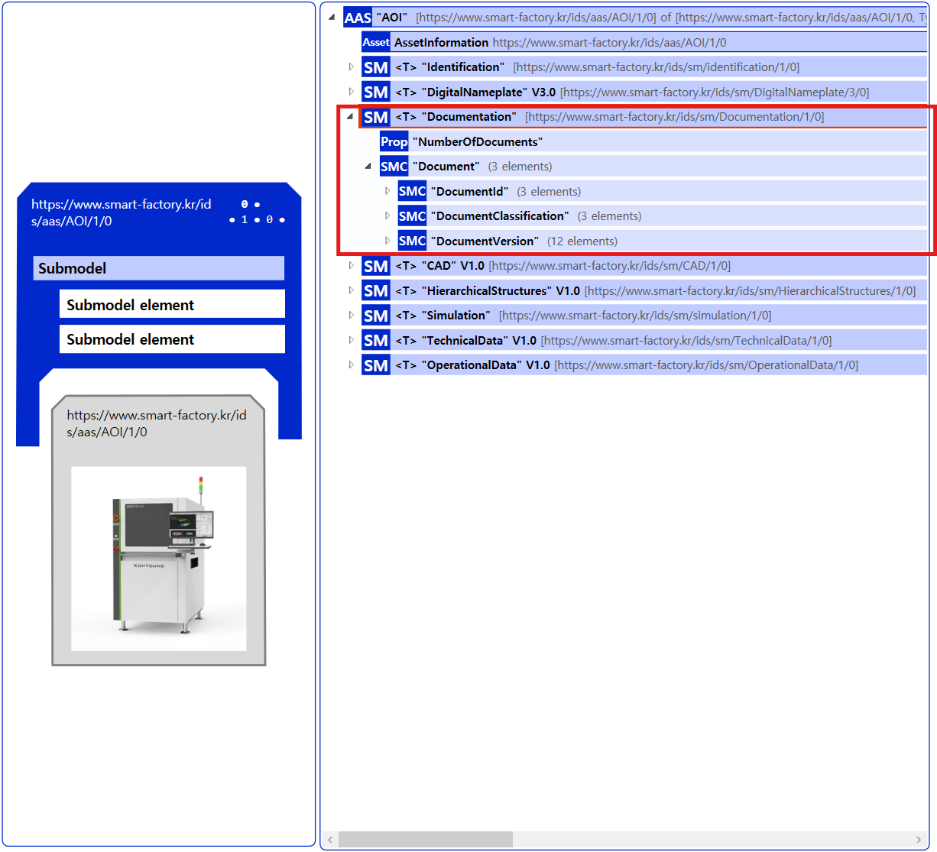 https://www.smart-factory.kr/id
s/aas/AOI/1/0
0
1 0
Submodel
Submodel element
Submodel element
https://www.smart-factory.kr/id
s/aas/AOI/1/0
KOHYOUNG
AAS "AOI" [https://www.smart-factory.kr/ids/aas/AOI/1/0] of [https://www.smart-factory.kr/ids/aas/AOI/1/0, Ty
Asset AssetInformation https://www.smart-factory.kr/ids/aas/AOI/1/0
SM <T> "Identification" [https://www.smart-factory.kr/ids/sm/identification/1/0]
SM <T> "DigitalNameplate" V3.0 [https://www.smart-factory.kr/ids/sm/DigitalNameplate/3/0]
SM <T> "Documentation" [https://www.smart-factory.kr/ids/sm/Documentation/1/0]
Prop "NumberOfDocuments"
SMC "Document" (3 elements)
SMC "DocumentId" (3 elements)
SMC "DocumentClassification" (3 elements)
SMC "DocumentVersion" (12 elements)
SM <T> "CAD" V1.0 [https://www.smart-factory.kr/ids/sm/CAD/1/0]
SM <T> "HierarchicalStructures" V1.0 [https://www.smart-factory.kr/ids/sm/HierarchicalStructures/1/0]
SM <T> "Simulation" [https://www.smart-factory.kr/ids/sm/simulation/1/0]
SM <T> "TechnicalData" V1.0 [https://www.smart-factory.kr/ids/sm/TechnicalData/1/0]
SM <T> "OperationalData" V1.0 [https://www.smart-factory.kr/ids/sm/OperationalData/1/0]